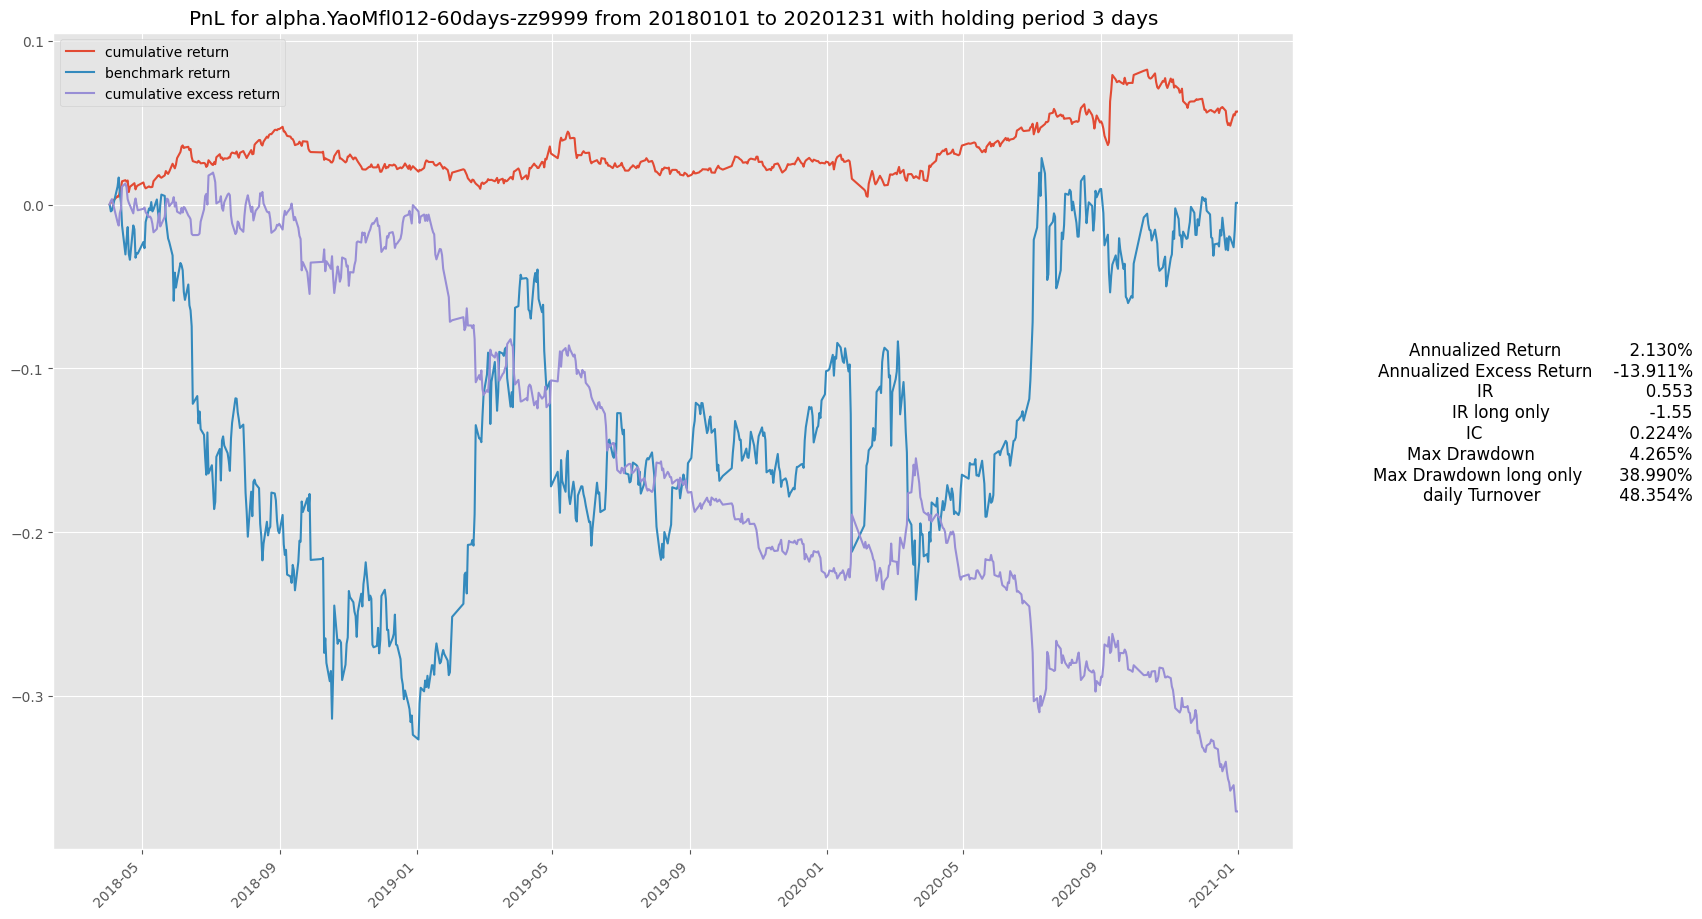 PnL for alpha.YaoMfl012-60days-zz9999 from 20180101 to 20201231 with holding period 3 days
cumulative return
benchmark return
cumulative excess return
0.1
0.0
−0.1
−0.2
−0.3
2018-05
2018-09
2019-01
2019-05
2019-09
2020-01
2020-05
2020-09
2021-01
Annualized Return 2.130%
Annualized Excess Return -13.911%
IR 0.553
IR long only -1.55
IC 0.224%
Max Drawdown 4.265%
Max Drawdown long only 38.990%
daily Turnover 48.354%